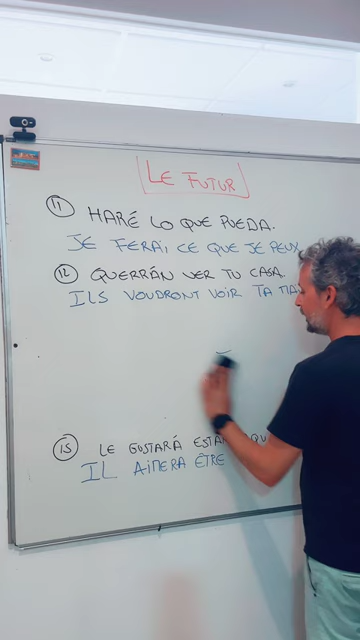 LE FUTUR
11 HARÉ LO QUE PUEDA.
JE FERAI CE QUE JE PEUX
12 QUERRÁN VER TU CASA.
ILS VOUDRONT VOIR TA
15 LE GUSTARÁ
IL AIMERA ÊTRE